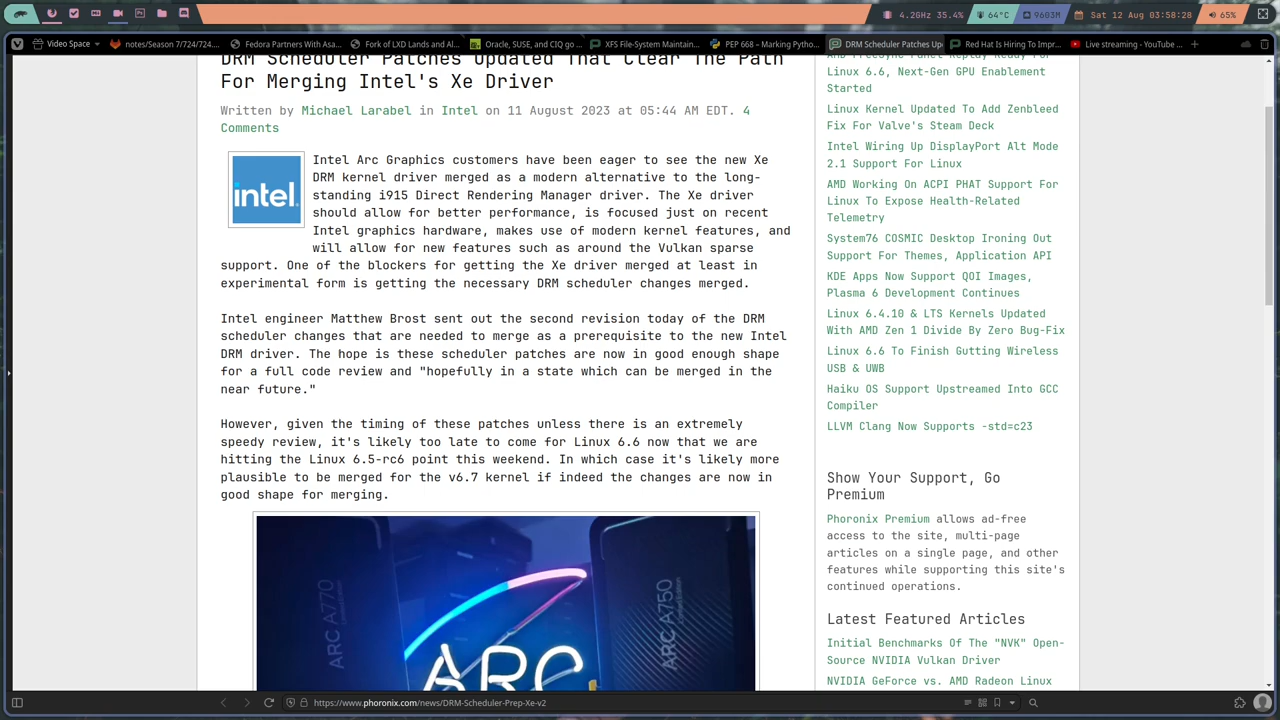 4.2GHz 35.4%
64°C
9603M
Sat 12 Aug 03:58:28
65%
Video Space
notes/Season 7/724/724....
Fedora Partners With Asa...
Fork of LXD Lands and Al...
Oracle, SUSE, and CIQ go ...
XFS File-System Maintain...
PEP 668 – Marking Python...
DRM Scheduler Patches Up
Red Hat Is Hiring To Impr...
Live streaming - YouTube ...
DRM Scheduler Patches Updated That Clear The Path
For Merging Intel's Xe Driver
Written by Michael Larabel in Intel on 11 August 2023 at 05:44 AM EDT. 4
Comments
intel.
Intel Arc Graphics customers have been eager to see the new Xe
DRM kernel driver merged as a modern alternative to the long-
standing i915 Direct Rendering Manager driver. The Xe driver
should allow for better performance, is focused just on recent
Intel graphics hardware, makes use of modern kernel features, and
will allow for new features such as around the Vulkan sparse
support. One of the blockers for getting the Xe driver merged at least in
experimental form is getting the necessary DRM scheduler changes merged.
Intel engineer Matthew Brost sent out the second revision today of the DRM
scheduler changes that are needed to merge as a prerequisite to the new Intel
DRM driver. The hope is these scheduler patches are now in good enough shape
for a full code review and "hopefully in a state which can be merged in the
near future."
However, given the timing of these patches unless there is an extremely
speedy review, it's likely too late to come for Linux 6.6 now that we are
hitting the Linux 6.5-rc6 point this weekend. In which case it's likely more
plausible to be merged for the v6.7 kernel if indeed the changes are now in
good shape for merging.
ARC A770
ARC A750
ARC
AMD FreeSync Panel Replay Ready For
Linux 6.6, Next-Gen GPU Enablement
Started
Linux Kernel Updated To Add Zenbleed
Fix For Valve's Steam Deck
Intel Wiring Up DisplayPort Alt Mode
2.1 Support For Linux
AMD Working On ACPI PHAT Support For
Linux To Expose Health-Related
Telemetry
System76 COSMIC Desktop Ironing Out
Support For Themes, Application API
KDE Apps Now Support QOI Images,
Plasma 6 Development Continues
Linux 6.4.10 & LTS Kernels Updated
With AMD Zen 1 Divide By Zero Bug-Fix
Linux 6.6 To Finish Gutting Wireless
USB & UWB
Haiku OS Support Upstreamed Into GCC
Compiler
LLVM Clang Now Supports -std=c23
Show Your Support, Go
Premium
Phoronix Premium allows ad-free
access to the site, multi-page
articles on a single page, and other
features while supporting this site's
continued operations.
Latest Featured Articles
Initial Benchmarks Of The "NVK" Open-
Source NVIDIA Vulkan Driver
NVIDIA GeForce vs. AMD Radeon Linux
https://www.phoronix.com/news/DRM-Scheduler-Prep-Xe-v2